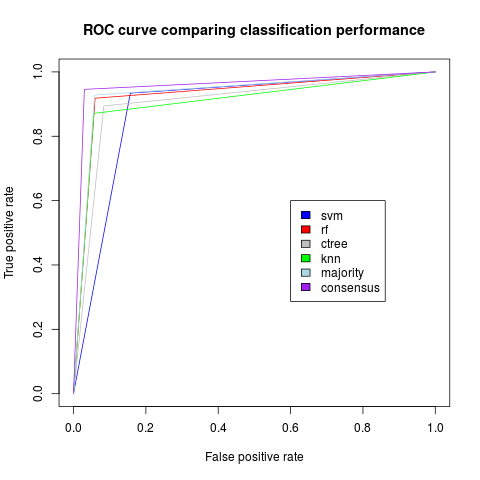 ROC curve comparing classification performance
True positive rate
1.0
0.8
0.6
0.4
0.2
0.0
svm
rf
ctree
knn
majority
consensus
0.0 0.2 0.4 0.6 0.8 1.0
False positive rate